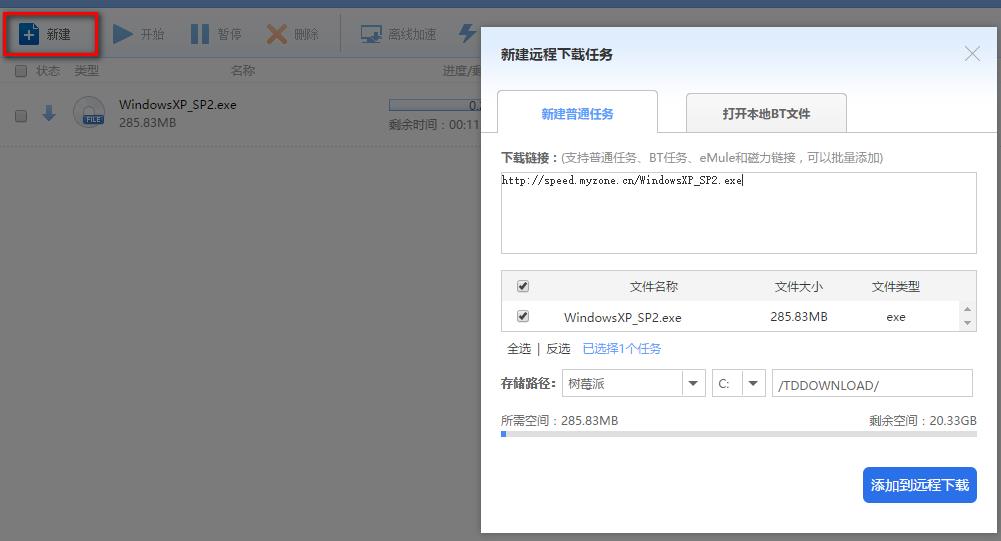 新建
开始
暂停
删除
离线加速
状态
类型
名称
WindowsXP_SP2.exe
285.83MB
FILE
剩余时间：00:11
新建远程下载任务
新建普通任务
打开本地BT文件
下载链接：(支持普通任务、BT任务、eMule和磁力链接，可以批量添加)
http://speed.myzone.cn/WindowsXP_SP2.exe
文件名称
文件大小
文件类型
WindowsXP_SP2.exe
285.83MB
exe
全选 | 反选 已选择1个任务
存储路径：
树莓派
C:
/TDDOWNLOAD/
所需空间：285.83MB
剩余空间：20.33GB
添加到远程下载